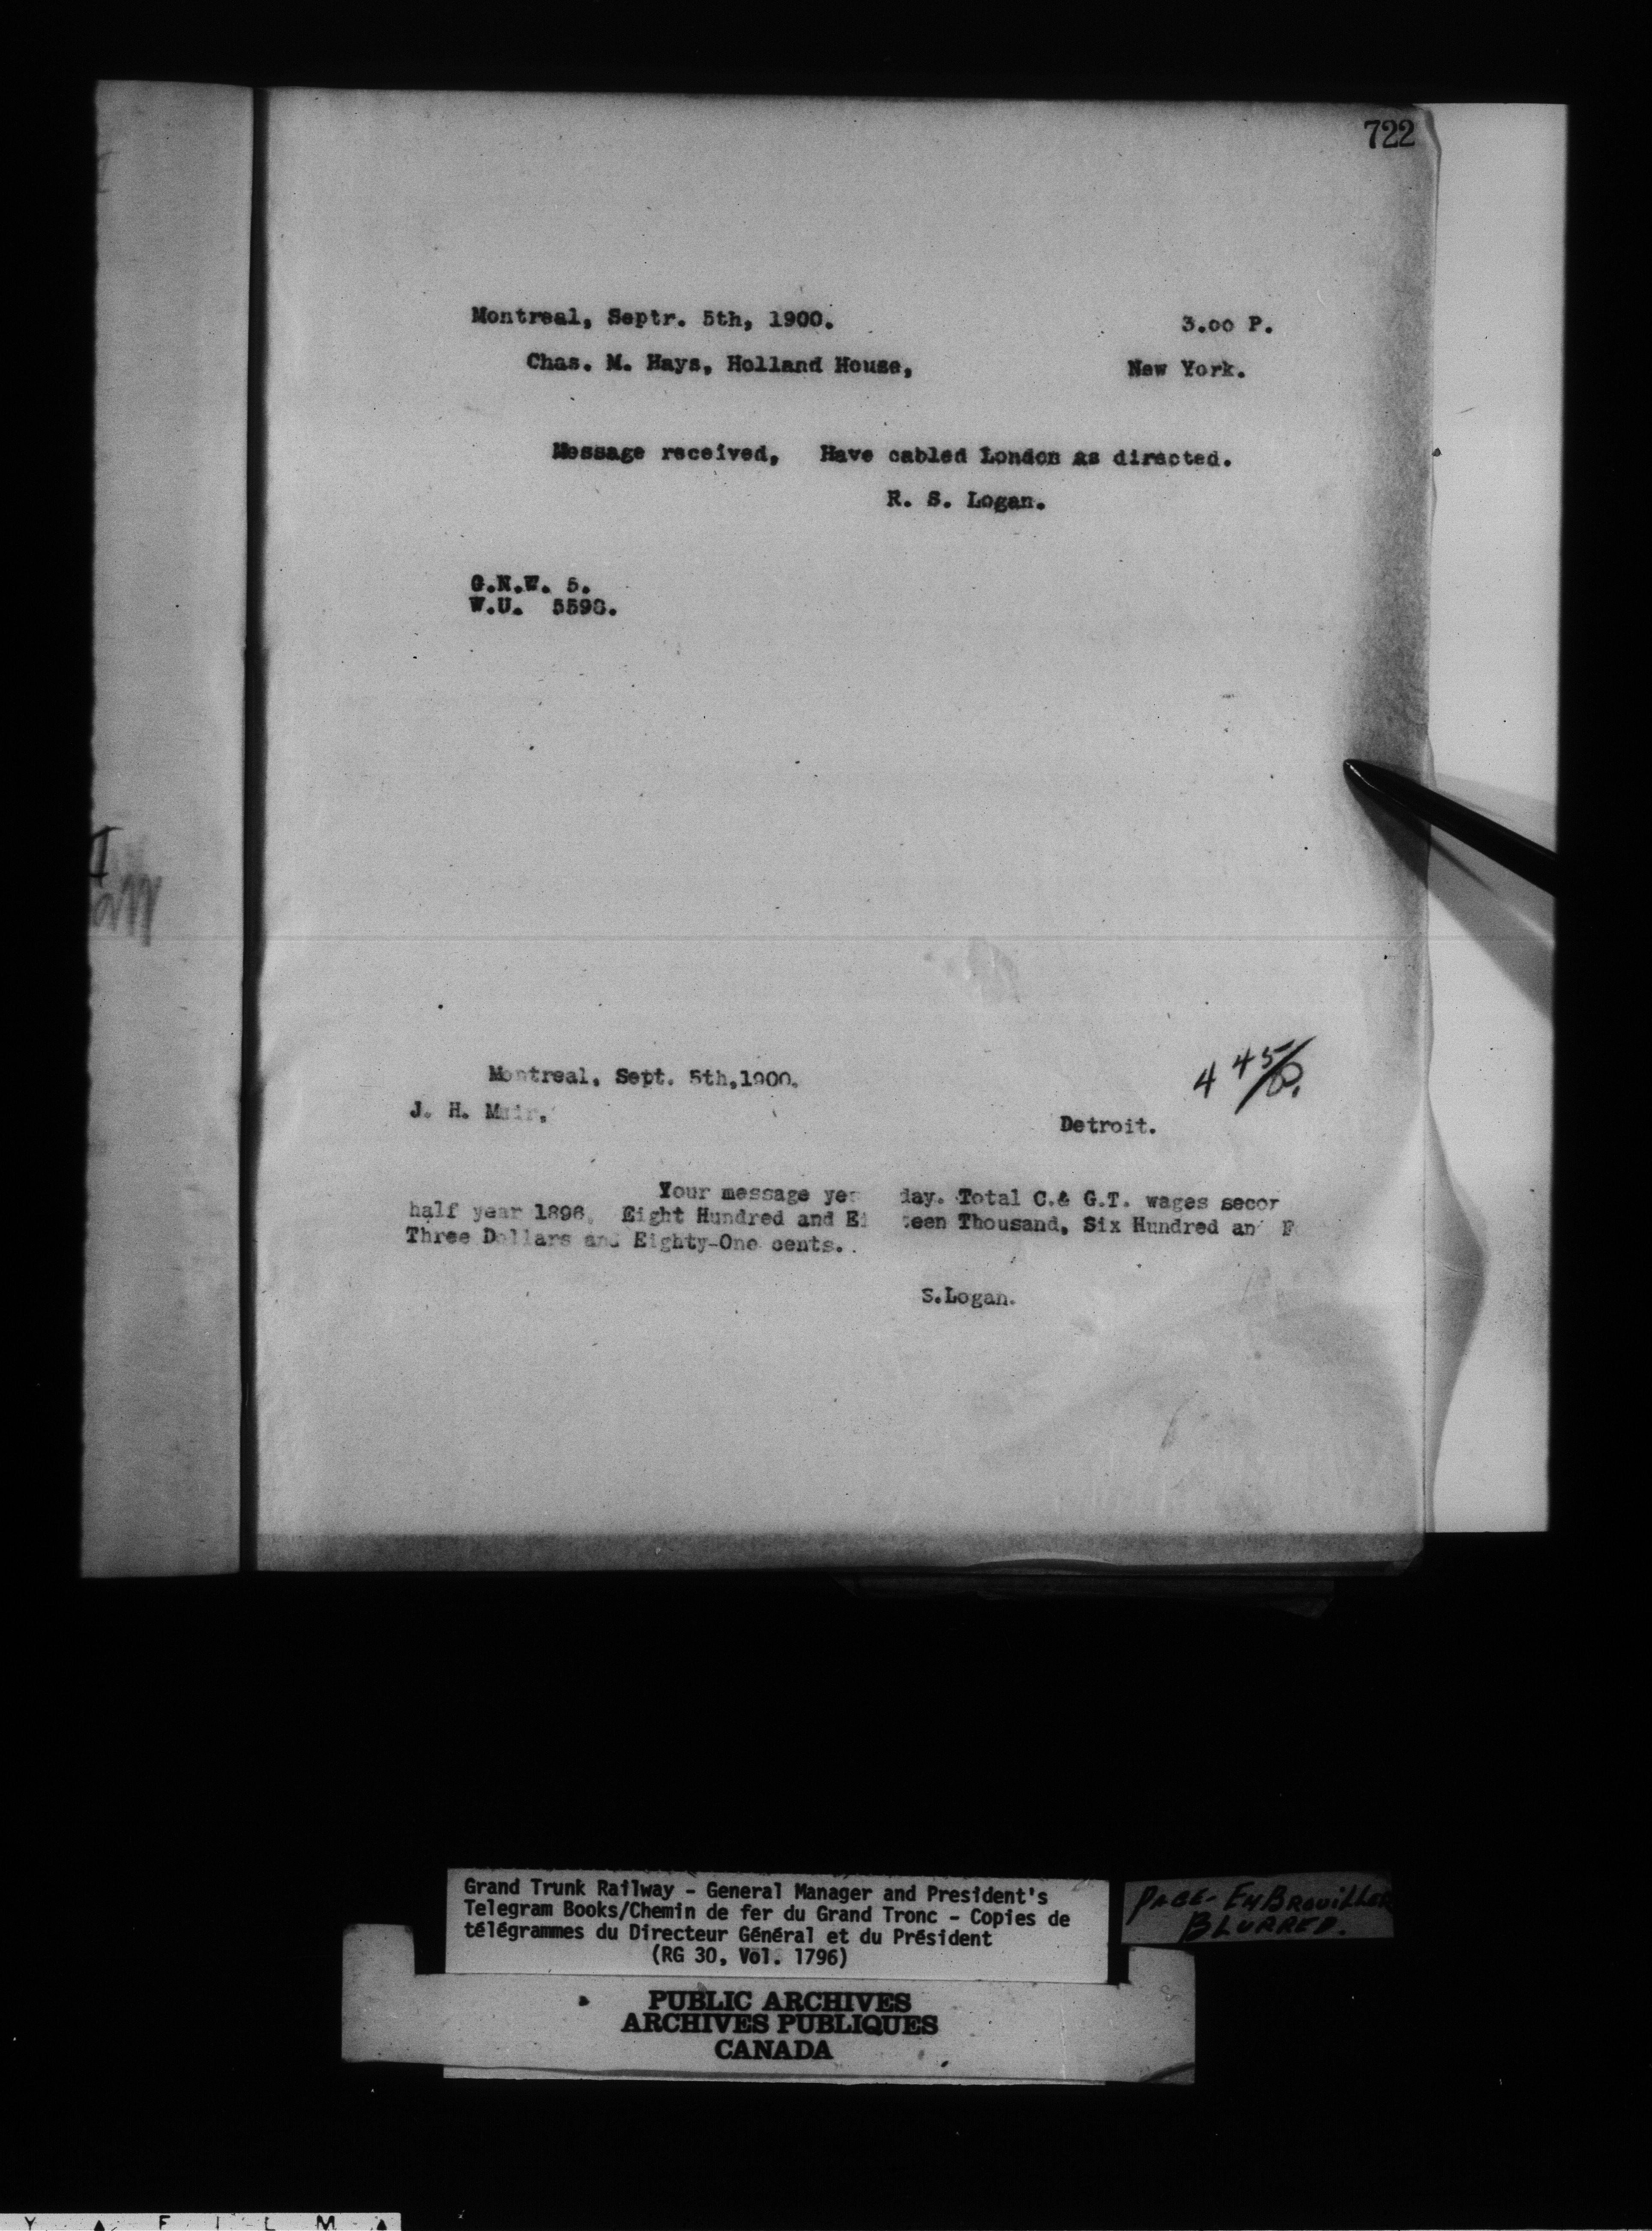 722
Montreal, Septr. 5th, 1900. 3.00 P.
Chas. M. Hays, Holland House, New York.
Message received, Have cabled London as directed.
R. S. Logan.
G.N.W. 5.
W.U. 5598.
4 45/P.
Montreal, Sept. 5th, 1900.
J. H. Muir, Detroit.
Your message yes day. Total C.& G.T. wages secon
half year 1898, Eight Hundred and Ei teen Thousand, Six Hundred an F
Three Dollars and Eighty-One cents.
S.Logan.
Grand Trunk Railway - General Manager and President's
Telegram Books/Chemin de fer du Grand Tronc - Copies de
télégrammes du Directeur Général et du Président
(RG 30, Vol. 1796)
PAGE - EMBROUILLER
BLURRED.
PUBLIC ARCHIVES
ARCHIVES PUBLIQUES
CANADA